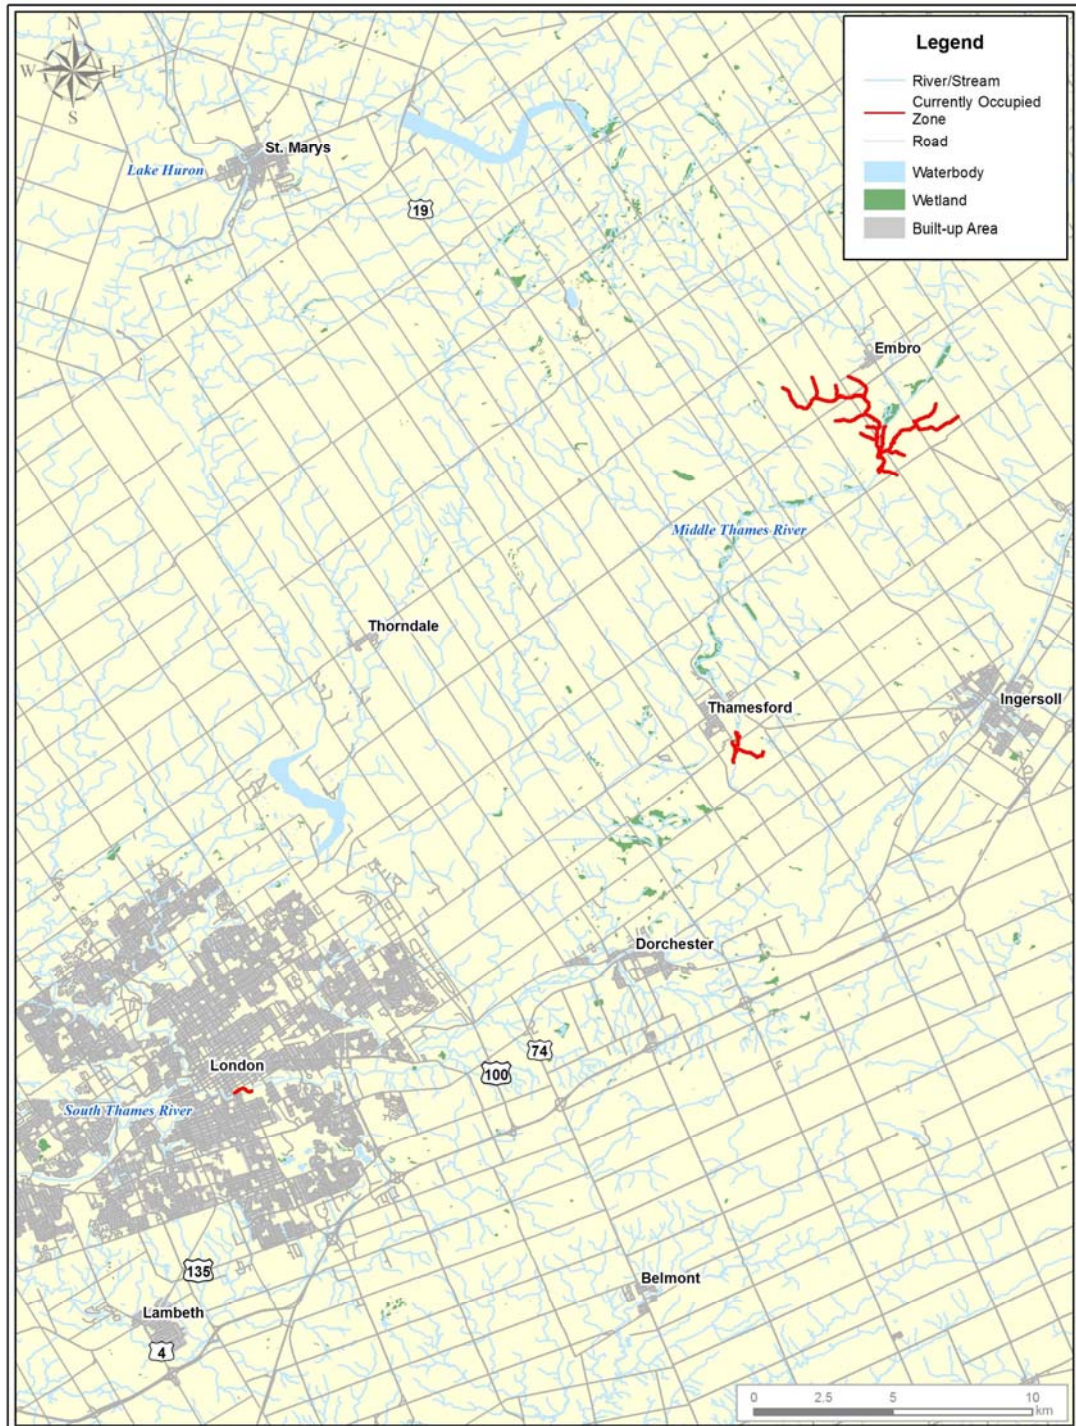 N
W E
S
Legend
River/Stream
Currently Occupied
Zone
Road
Waterbody
Wetland
Built-up Area
St. Marys
Lake Huron
19
Embro
Middle Thames River
Thorndale
Ingersoll
Thamesford
Dorchester
74
London
100
South Thames River
135
Belmont
Lambeth
4
0 2.5 5 10
km